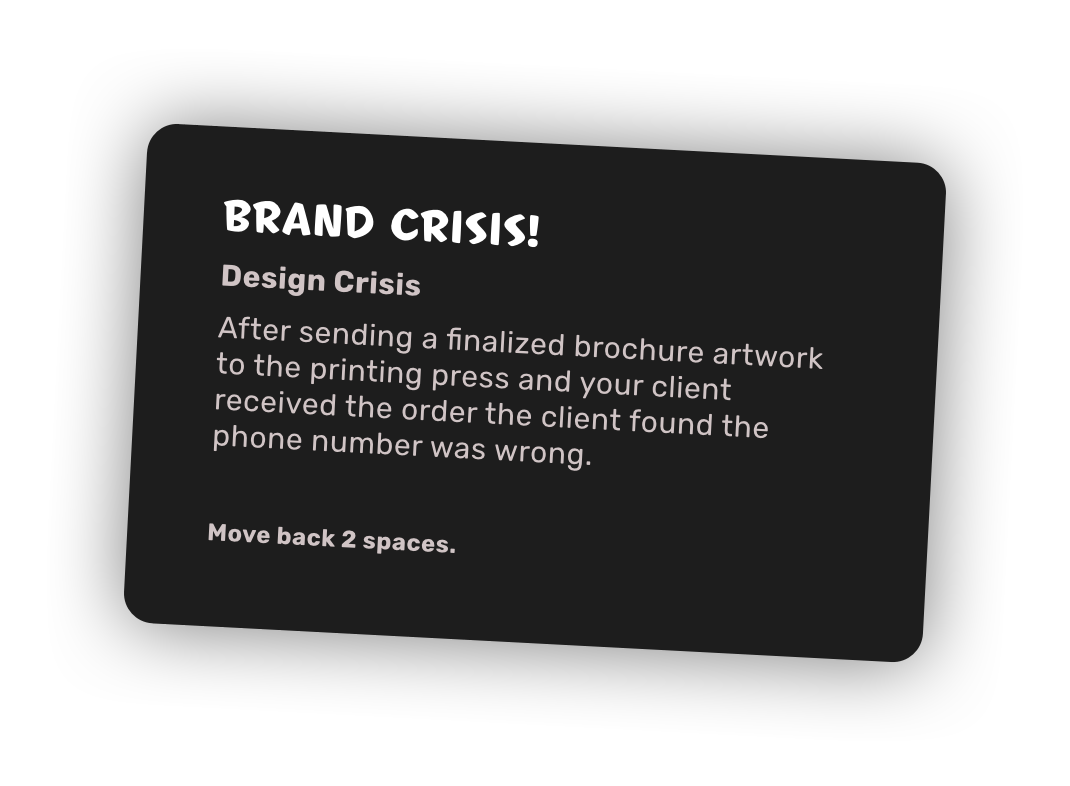 BRAND CRISIS!
Design Crisis
After sending a finalized brochure artwork
to the printing press and your client
received the order the client found the
phone number was wrong.
Move back 2 spaces.